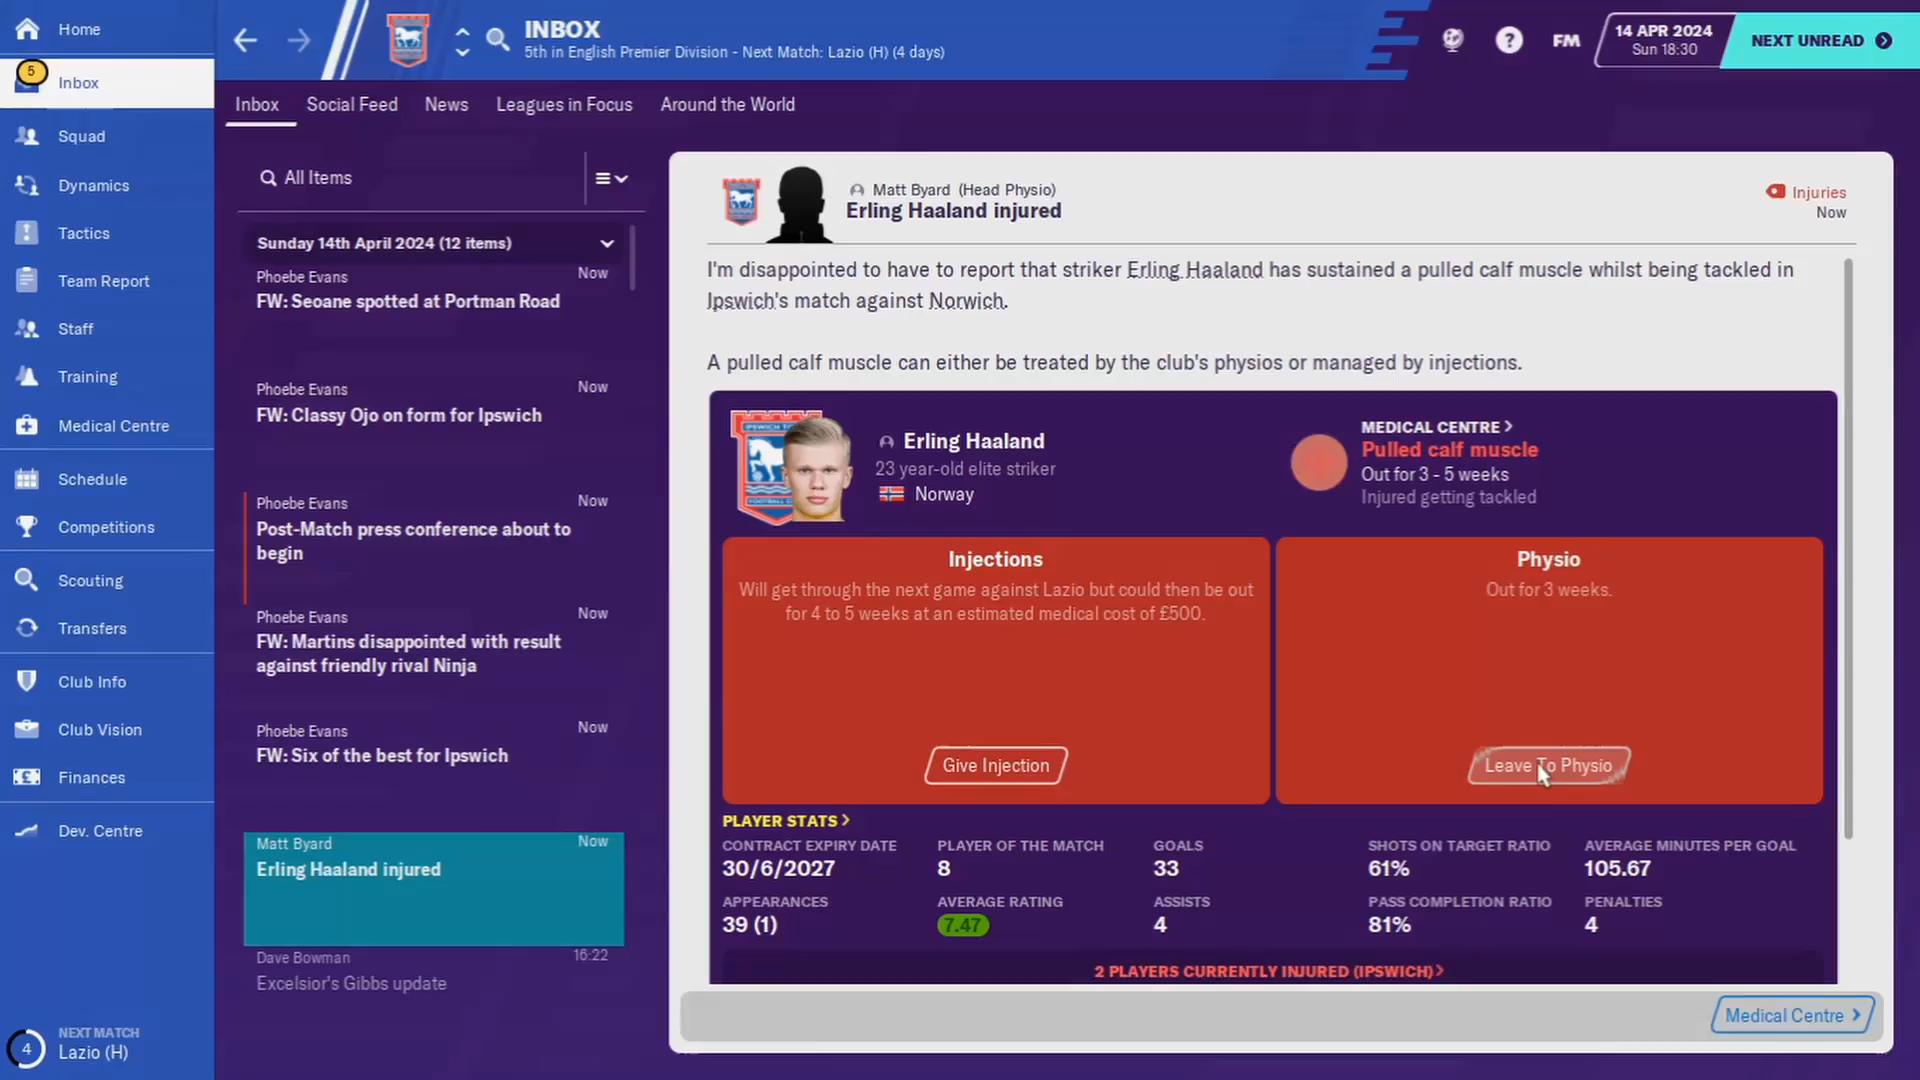 Home
5
Inbox
Squad
Dynamics
Tactics
Team Report
Staff
Training
Medical Centre
Schedule
Competitions
Scouting
Transfers
Club Info
Club Vision
Finances
Dev. Centre
4
NEXT MATCH
Lazio (H)
INBOX
5th in English Premier Division - Next Match: Lazio (H) (4 days)
?
FM
14 APR 2024
Sun 18:30
NEXT UNREAD
Inbox
Social Feed
News
Leagues in Focus
Around the World
All Items
Sunday 14th April 2024 (12 items)
Phoebe Evans
Now
FW: Seoane spotted at Portman Road
Phoebe Evans
Now
FW: Classy Ojo on form for Ipswich
Phoebe Evans
Now
Post-Match press conference about to
begin
Phoebe Evans
Now
FW: Martins disappointed with result
against friendly rival Ninja
Phoebe Evans
Now
FW: Six of the best for Ipswich
Matt Byard
Now
Erling Haaland injured
Dave Bowman
16:22
Excelsior's Gibbs update
Matt Byard (Head Physio)
Erling Haaland injured
Injuries
Now
I'm disappointed to have to report that striker Erling Haaland has sustained a pulled calf muscle whilst being tackled in
Ipswich's match against Norwich.
A pulled calf muscle can either be treated by the club's physios or managed by injections.
Erling Haaland
23 year-old elite striker
Norway
MEDICAL CENTRE >
Pulled calf muscle
Out for 3 - 5 weeks
Injured getting tackled
Injections
Will get through the next game against Lazio but could then be out
for 4 to 5 weeks at an estimated medical cost of £500.
Give Injection
Physio
Out for 3 weeks.
Leave To Physio
PLAYER STATS >
CONTRACT EXPIRY DATE
30/6/2027
PLAYER OF THE MATCH
8
GOALS
33
SHOTS ON TARGET RATIO
61%
AVERAGE MINUTES PER GOAL
105.67
APPEARANCES
39 (1)
AVERAGE RATING
7.47
ASSISTS
4
PASS COMPLETION RATIO
81%
PENALTIES
4
2 PLAYERS CURRENTLY INJURED (IPSWICH) >
Medical Centre >